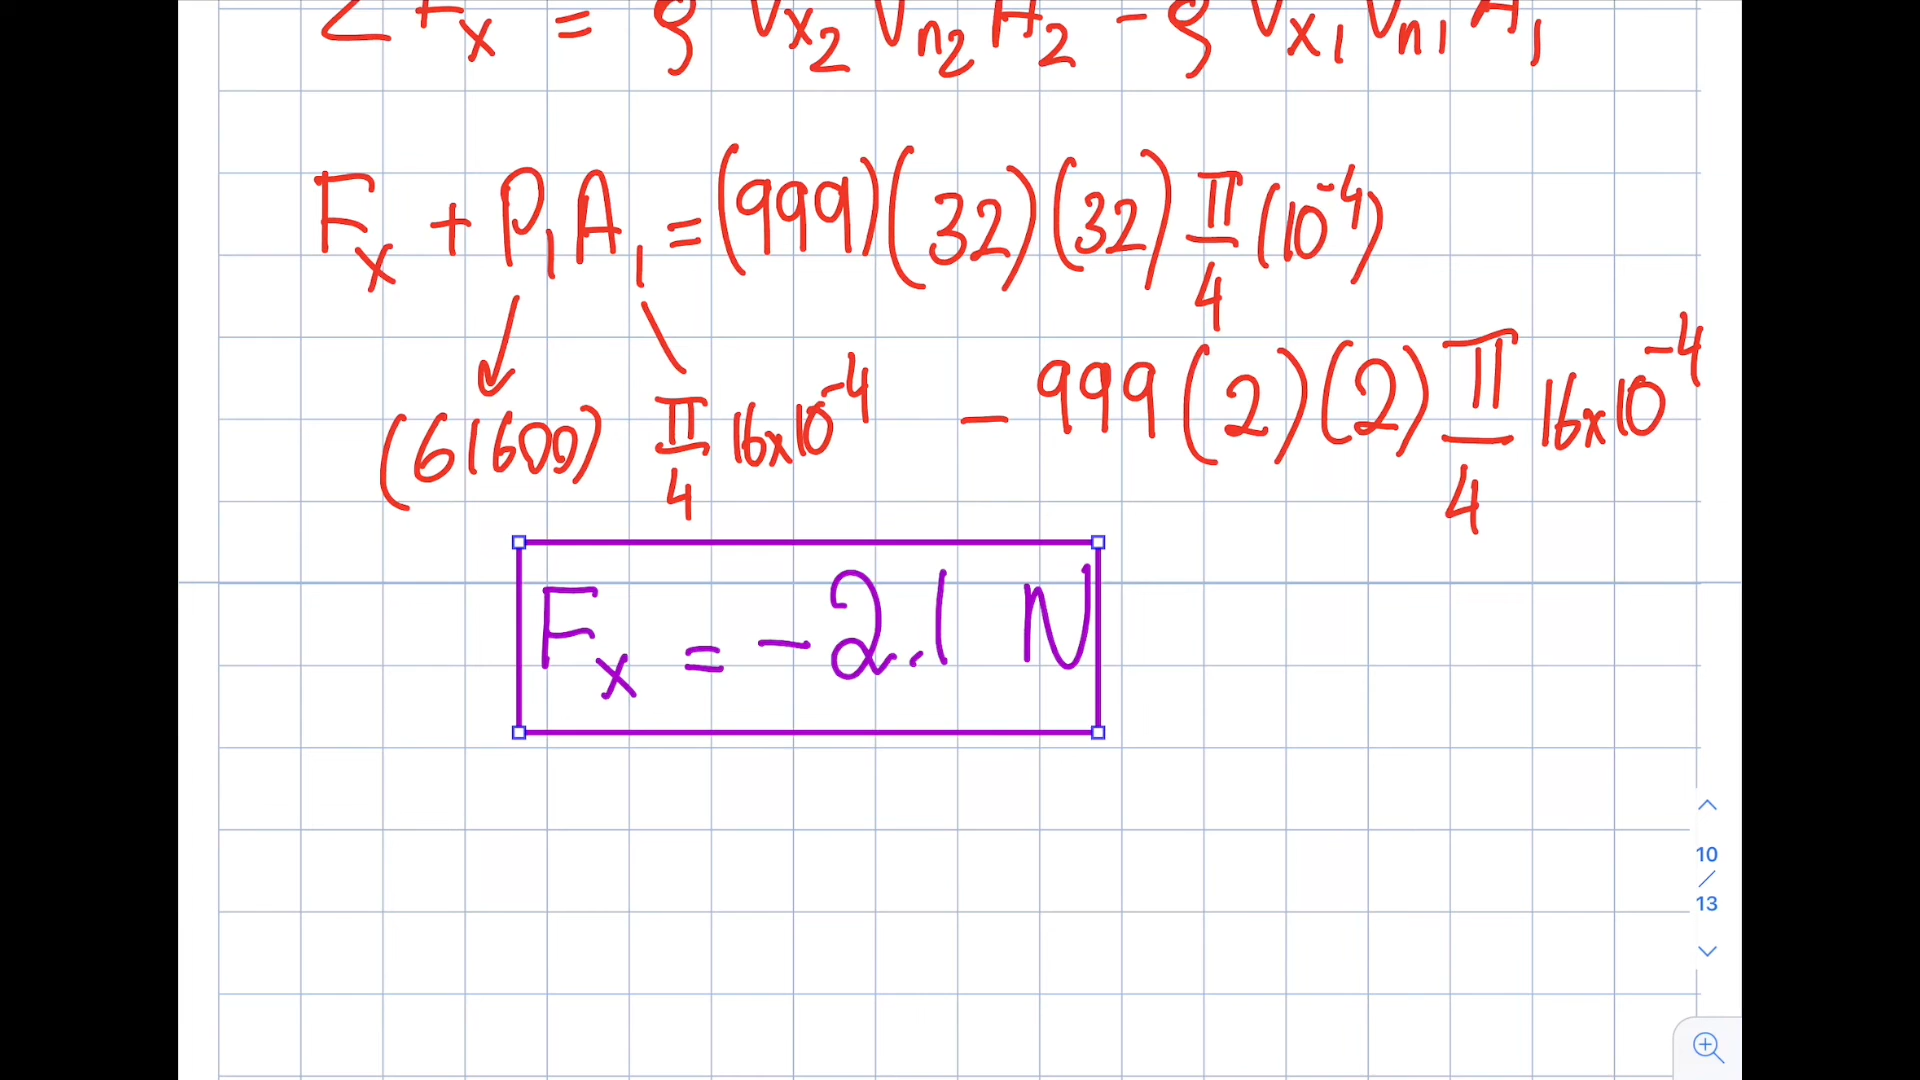 Σ Fx = ρ Vx2 Vn2 A2 - ρ Vx1 Vn1 A1
Fx + P1A1 = (999)(32)(32) π/4 (10^-4)
(61600) π/4 16x10^-4 - 999 (2)(2) π/4 16x10^-4
Fx = -2.1 N
10
/
13